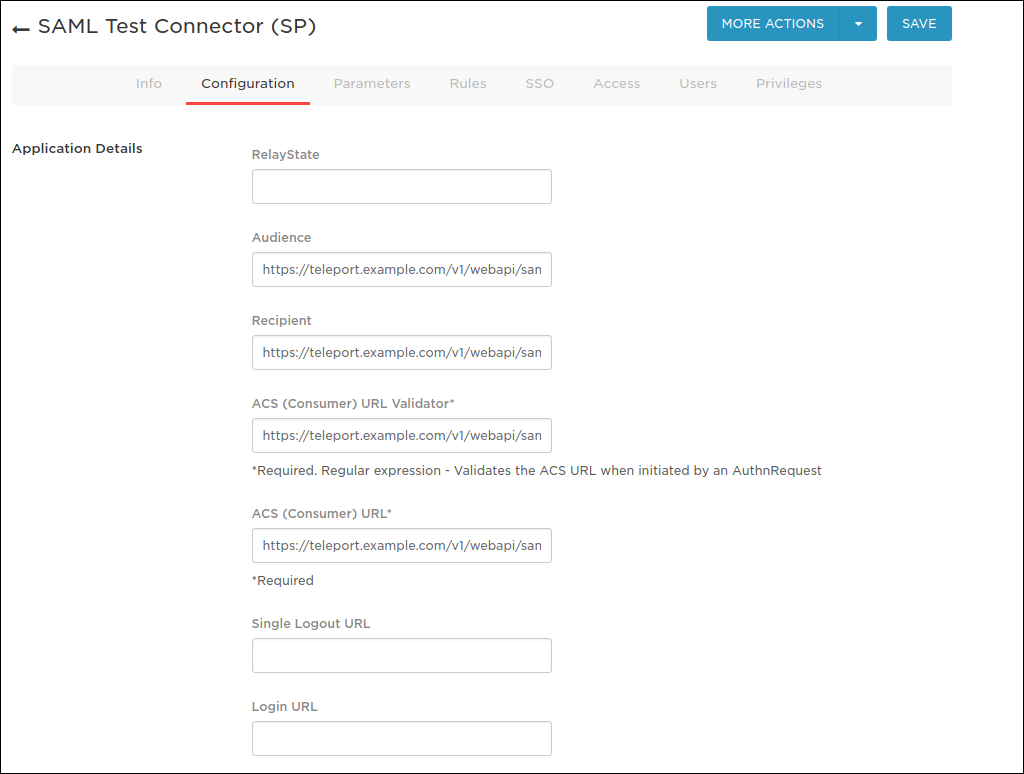 SAML Test Connector (SP)
MORE ACTIONS
SAVE
Info Configuration Parameters Rules SSO Access Users Privileges
Application Details
RelayState
Audience
https://teleport.example.com/v1/webapi/san
Recipient
https://teleport.example.com/v1/webapi/san
ACS (Consumer) URL Validator*
https://teleport.example.com/v1/webapi/san
*Required. Regular expression - Validates the ACS URL when initiated by an AuthnRequest
ACS (Consumer) URL*
https://teleport.example.com/v1/webapi/san
*Required
Single Logout URL
Login URL